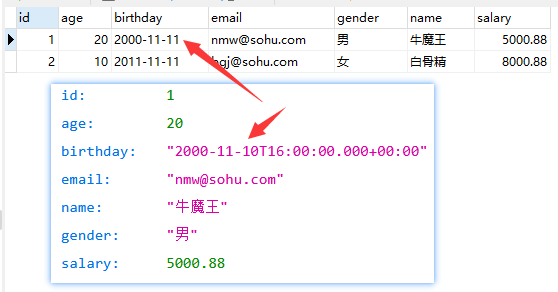 id age birthday email gender name salary
1 20 2000-11-11 nmw@sohu.com 男 牛魔王 5000.88
2 10 2011-11-11 bgj@sohu.com 女 白骨精 8000.88
id: 1
age: 20
birthday: "2000-11-10T16:00:00.000+00:00"
email: "nmw@sohu.com"
name: "牛魔王"
gender: "男"
salary: 5000.88